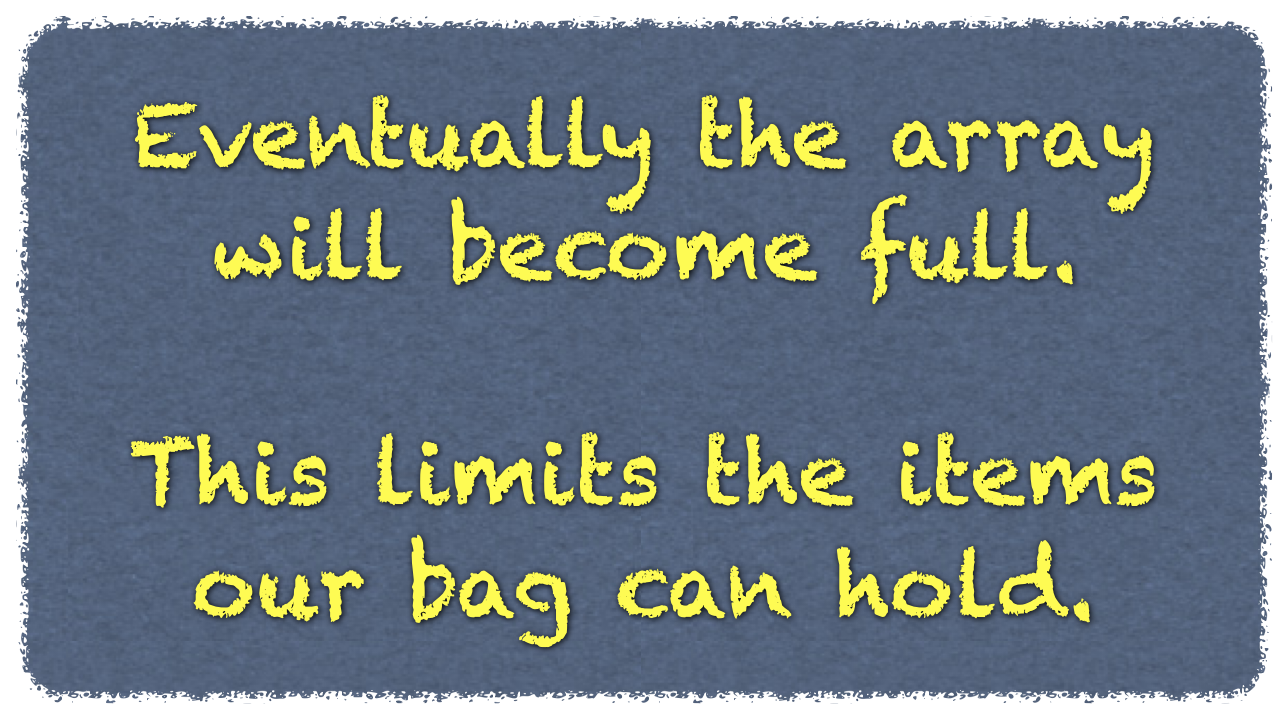 Eventually the array
will become full.
This limits the items
our bag can hold.